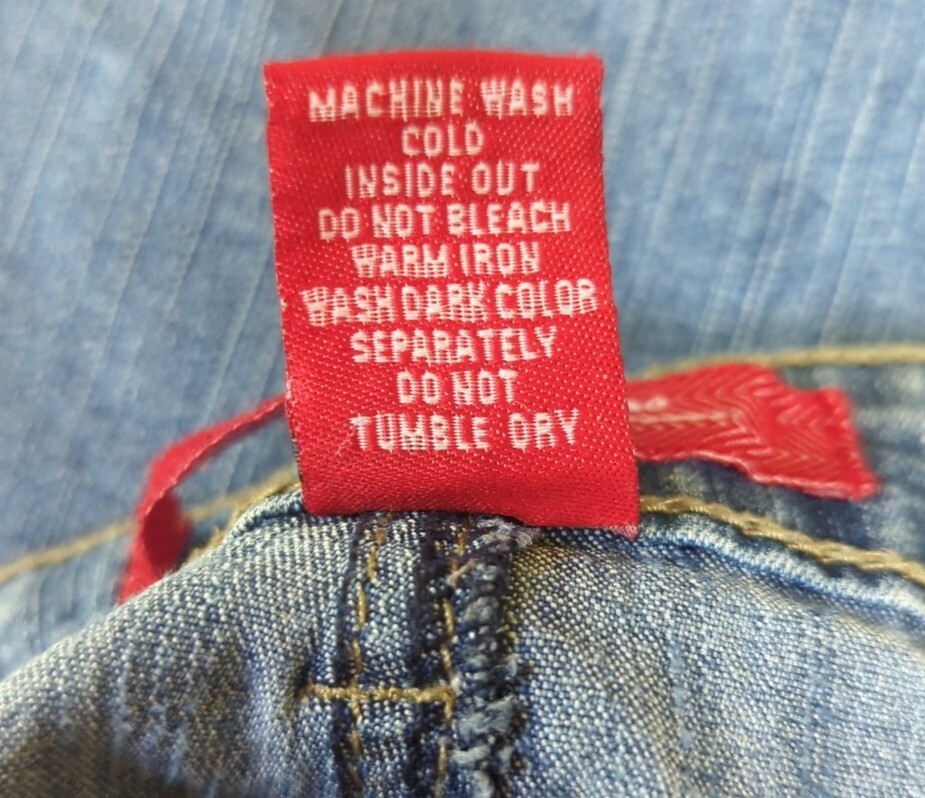 MACHINE WASH
COLD
INSIDE OUT
DO NOT BLEACH
WARM IRON
WASH DARK COLOR
SEPARATELY
DO NOT
TUMBLE DRY